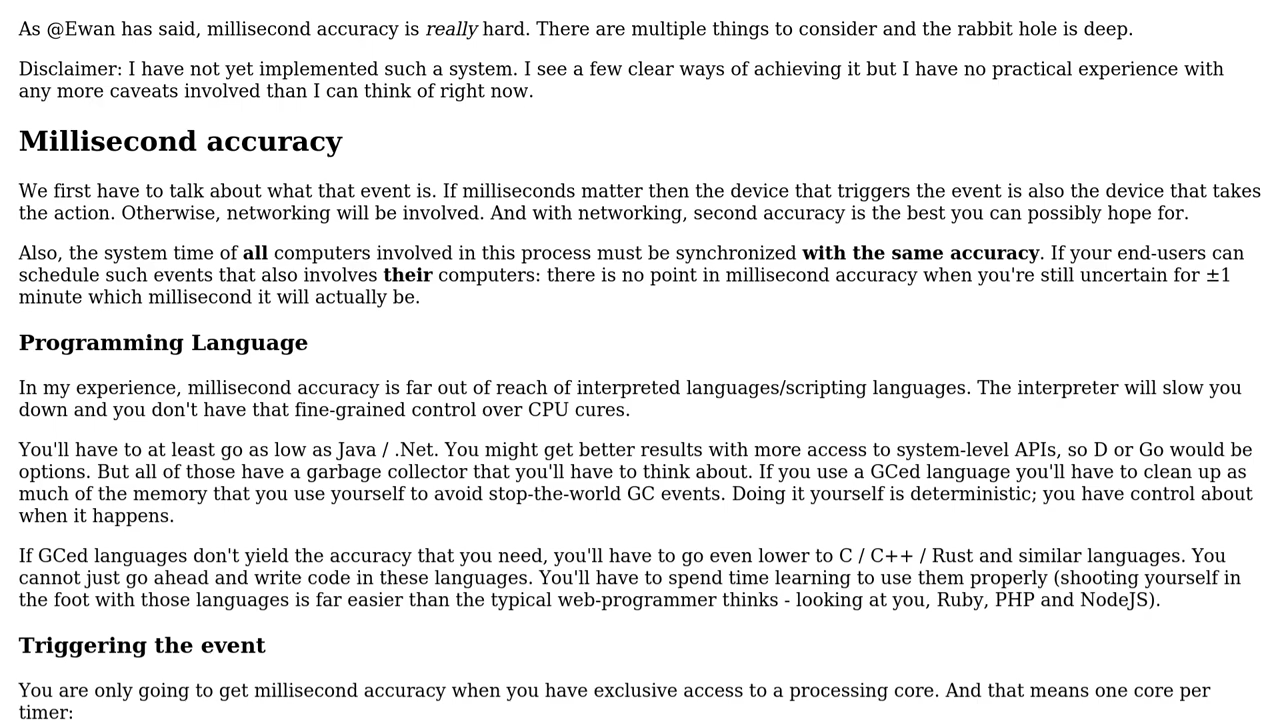 As @Ewan has said, millisecond accuracy is really hard. There are multiple things to consider and the rabbit hole is deep.
Disclaimer: I have not yet implemented such a system. I see a few clear ways of achieving it but I have no practical experience with
any more caveats involved than I can think of right now.
Millisecond accuracy
We first have to talk about what that event is. If milliseconds matter then the device that triggers the event is also the device that takes
the action. Otherwise, networking will be involved. And with networking, second accuracy is the best you can possibly hope for.
Also, the system time of all computers involved in this process must be synchronized with the same accuracy. If your end-users can
schedule such events that also involves their computers: there is no point in millisecond accuracy when you're still uncertain for ±1
minute which millisecond it will actually be.
Programming Language
In my experience, millisecond accuracy is far out of reach of interpreted languages/scripting languages. The interpreter will slow you
down and you don't have that fine-grained control over CPU cures.
You'll have to at least go as low as Java / .Net. You might get better results with more access to system-level APIs, so D or Go would be
options. But all of those have a garbage collector that you'll have to think about. If you use a GCed language you'll have to clean up as
much of the memory that you use yourself to avoid stop-the-world GC events. Doing it yourself is deterministic; you have control about
when it happens.
If GCed languages don't yield the accuracy that you need, you'll have to go even lower to C / C++ / Rust and similar languages. You
cannot just go ahead and write code in these languages. You'll have to spend time learning to use them properly (shooting yourself in
the foot with those languages is far easier than the typical web-programmer thinks - looking at you, Ruby, PHP and NodeJS).
Triggering the event
You are only going to get millisecond accuracy when you have exclusive access to a processing core. And that means one core per
timer: